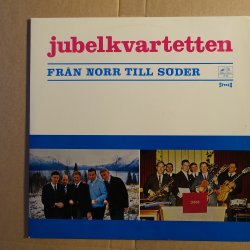 jubelkvartetten
FRÅN NORR TILL SÖDER